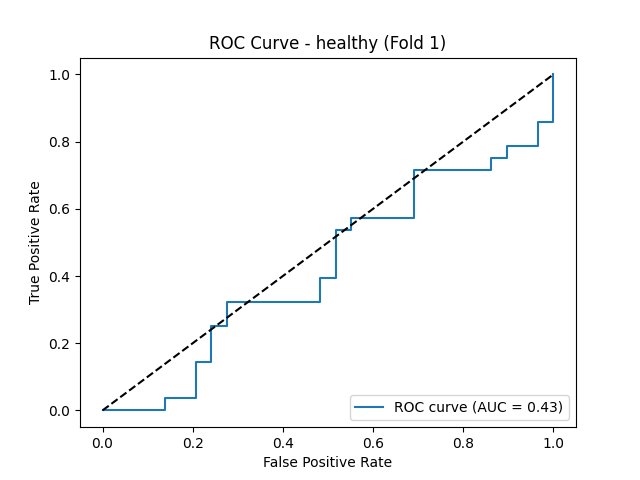 ROC Curve - healthy (Fold 1)
True Positive Rate
1.0
0.8
0.6
0.4
0.2
0.0
ROC curve (AUC = 0.43)
0.0 0.2 0.4 0.6 0.8 1.0
False Positive Rate